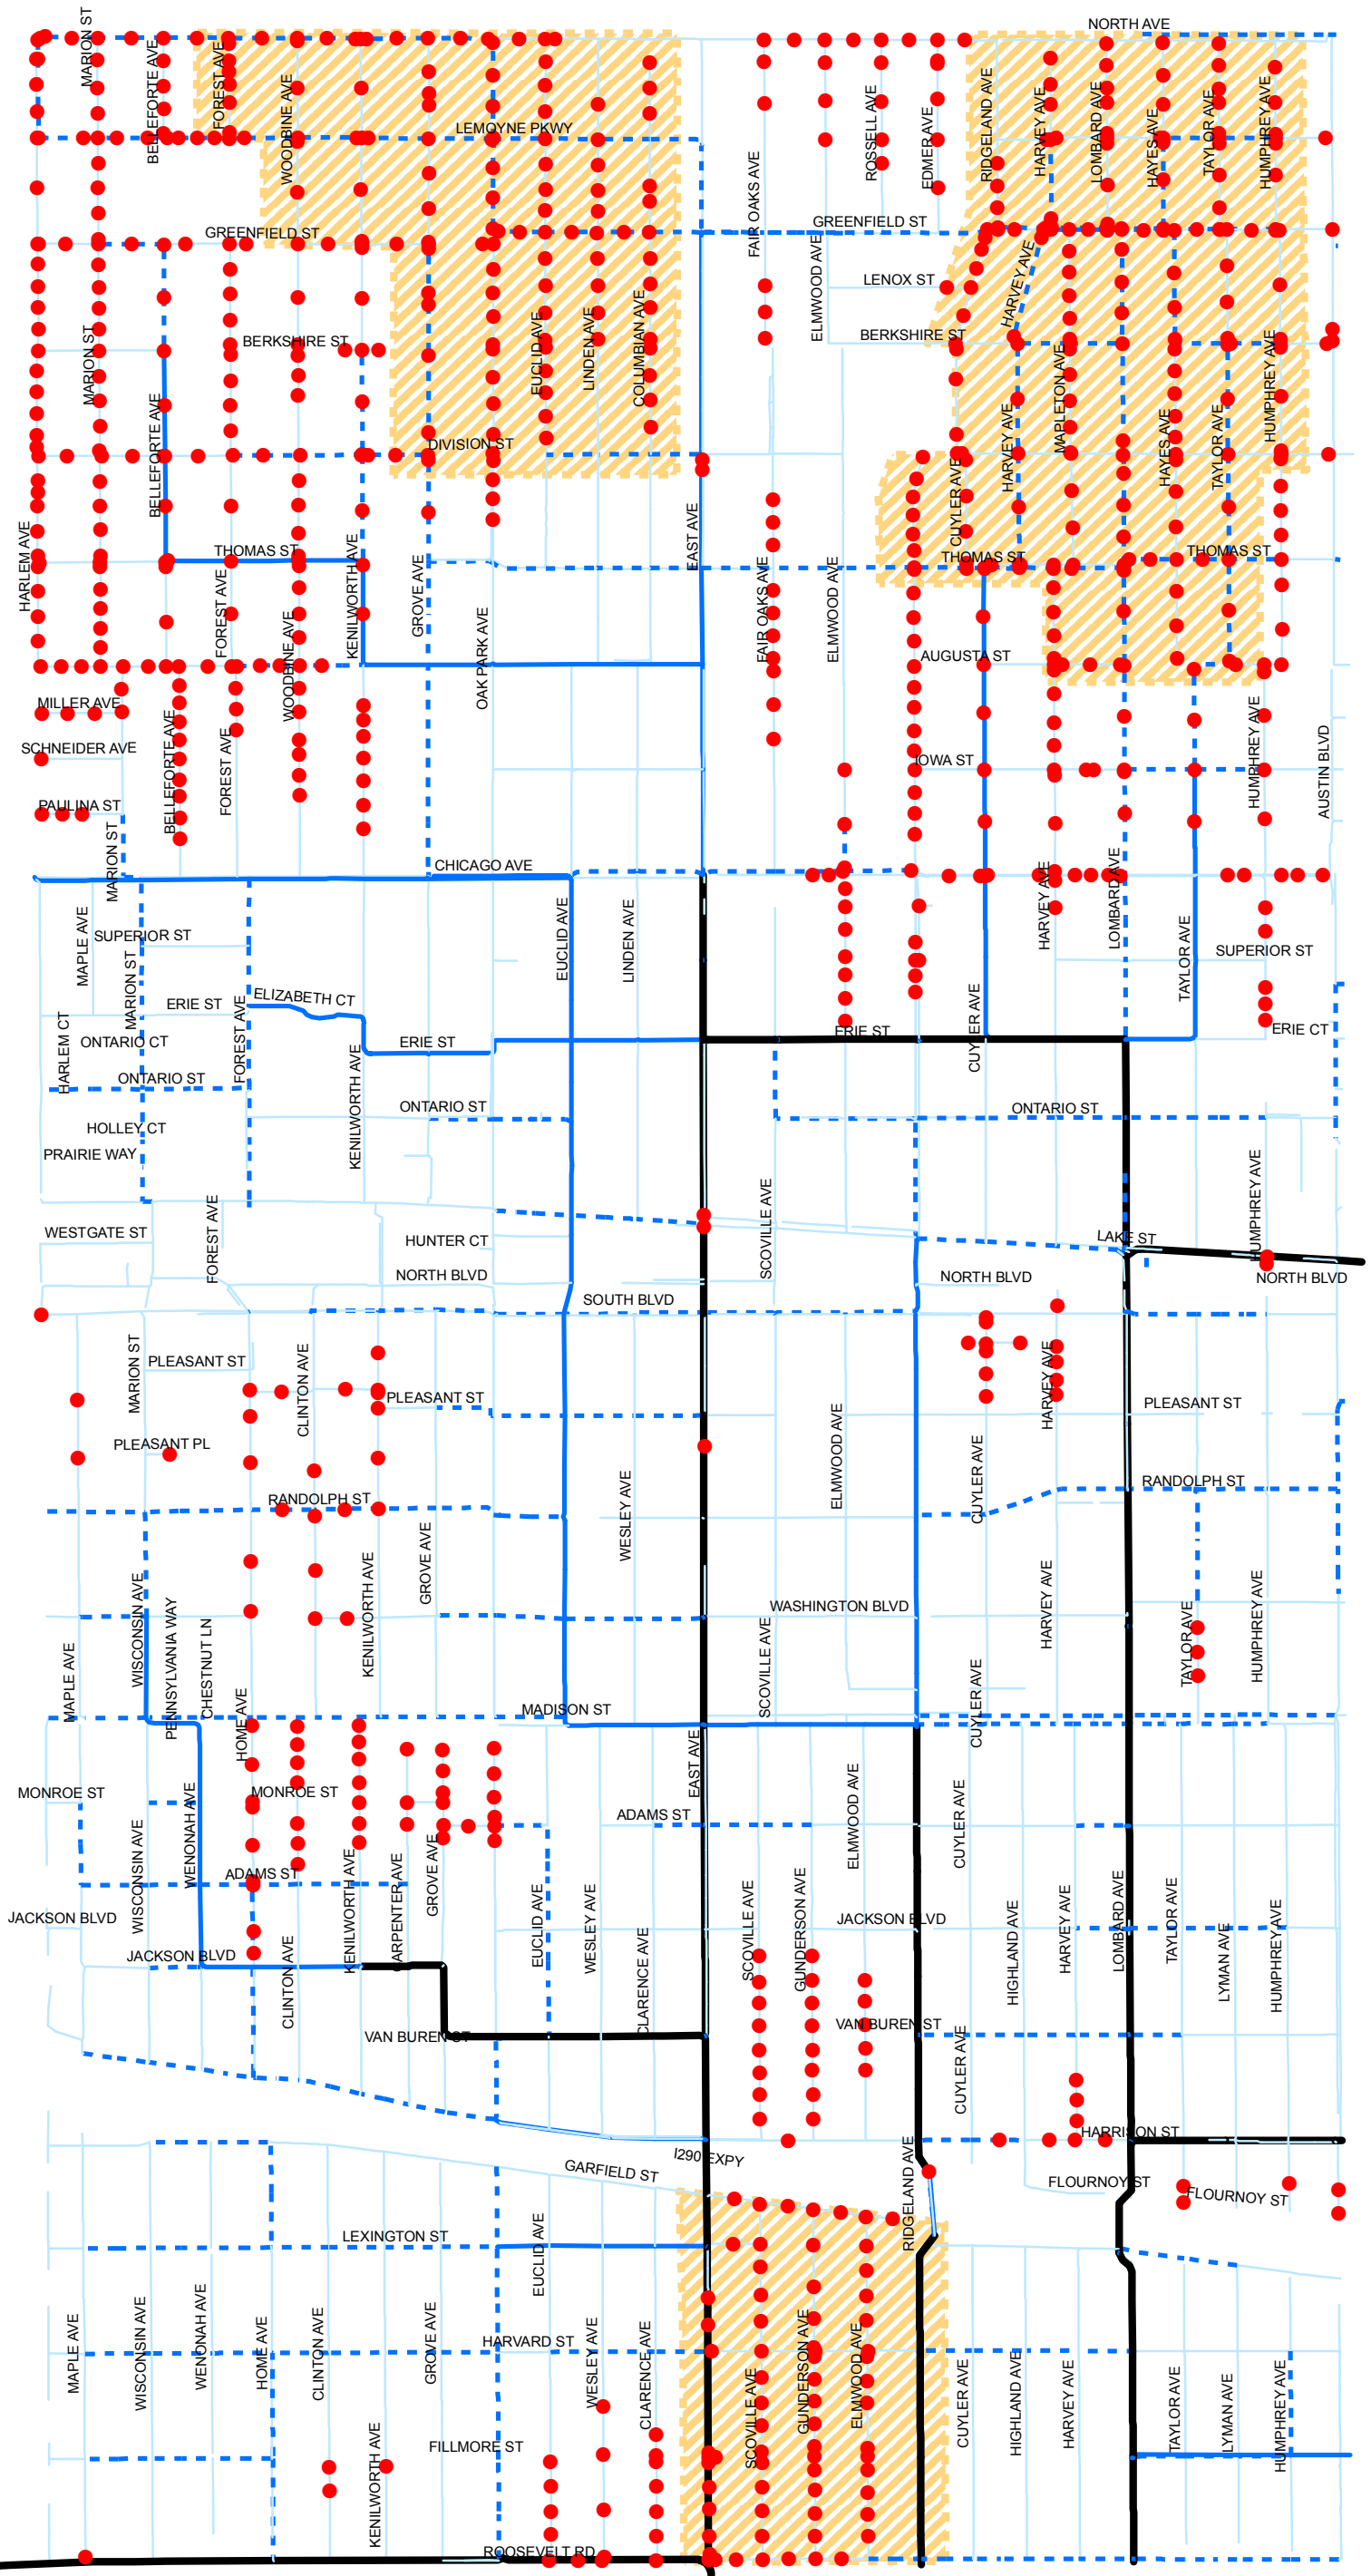 NORTH AVE
MARION ST
BELLEFORTE AVE
FOREST AVE
WOODBINE AVE
LEMOYNE PKWY
ROSSELL AVE
EDMER AVE
RIDGELAND AVE
HARVEY AVE
LOMBARD AVE
HAYES AVE
TAYLOR AVE
HUMPHREY AVE
FAIR OAKS AVE
GREENFIELD ST
GREENFIELD ST
ELMWOOD AVE
LENOX ST
HARVEY AVE
BERKSHIRE ST
BERKSHIRE ST
MARION ST
EUCLID AVE
LINDEN AVE
COLUMBIAN AVE
MAPLETON AVE
HUMPHREY AVE
BELLEFORTE AVE
DIVISION ST
CUYLER AVE
HARVEY AVE
HAYES AVE
TAYLOR AVE
HARLEM AVE
THOMAS ST
EAST AVE
THOMAS ST
THOMAS ST
FOREST AVE
WOODBINE AVE
KENILWORTH AVE
GROVE AVE
OAK PARK AVE
FAIR OAKS AVE
ELMWOOD AVE
AUGUSTA ST
MILLER AVE
SCHNEIDER AVE
BELLEFORTE AVE
FOREST AVE
IOWA ST
HUMPHREY AVE
AUSTIN BLVD
PAULINA ST
MARION ST
CHICAGO AVE
MAPLE AVE
SUPERIOR ST
MARION ST
EUCLID AVE
LINDEN AVE
HARVEY AVE
LOMBARD AVE
TAYLOR AVE
SUPERIOR ST
ERIE ST
ELIZABETH CT
FOREST AVE
HARLEM CT
ONTARIO CT
ERIE ST
ERIE ST
CUYLER AVE
ERIE CT
ONTARIO ST
KENILWORTH AVE
ONTARIO ST
ONTARIO ST
HOLLEY CT
PRAIRIE WAY
SCOVILLE AVE
HUMPHREY AVE
WESTGATE ST
FOREST AVE
HUNTER CT
LAKE ST
NORTH BLVD
NORTH BLVD
NORTH BLVD
SOUTH BLVD
MARION ST
PLEASANT ST
CLINTON AVE
PLEASANT ST
HARVEY AVE
PLEASANT ST
PLEASANT PL
ELMWOOD AVE
CUYLER AVE
RANDOLPH ST
RANDOLPH ST
WESLEY AVE
GROVE AVE
WISCONSIN AVE
PENNSYLVANIA WAY
CHESTNUT LN
KENILWORTH AVE
WASHINGTON BLVD
HARVEY AVE
HUMPHREY AVE
MAPLE AVE
SCOVILLE AVE
CUYLER AVE
TAYLOR AVE
HOME AVE
MADISON ST
EAST AVE
MONROE ST
MONROE ST
WISCONSIN AVE
WENONAH AVE
ADAMS ST
ELMWOOD AVE
CUYLER AVE
ADAMS ST
JACKSON BLVD
JACKSON BLVD
KENILWORTH AVE
CARPENTER AVE
GROVE AVE
EUCLID AVE
WESLEY AVE
CLARENCE AVE
SCOVILLE AVE
GUNDERSON AVE
JACKSON BLVD
HIGHLAND AVE
HARVEY AVE
LOMBARD AVE
TAYLOR AVE
LYMAN AVE
HUMPHREY AVE
CLINTON AVE
VAN BUREN ST
VAN BUREN ST
CUYLER AVE
HARRISON ST
I290 EXPY
GARFIELD ST
RIDGELAND AVE
FLOURNOY ST
FLOURNOY ST
LEXINGTON ST
EUCLID AVE
MAPLE AVE
WISCONSIN AVE
WENONAH AVE
HOME AVE
CLINTON AVE
GROVE AVE
HARVARD ST
WESLEY AVE
CLARENCE AVE
SCOVILLE AVE
GUNDERSON AVE
ELMWOOD AVE
CUYLER AVE
HIGHLAND AVE
HARVEY AVE
TAYLOR AVE
LYMAN AVE
HUMPHREY AVE
KENILWORTH AVE
FILLMORE ST
ROOSEVELT RD